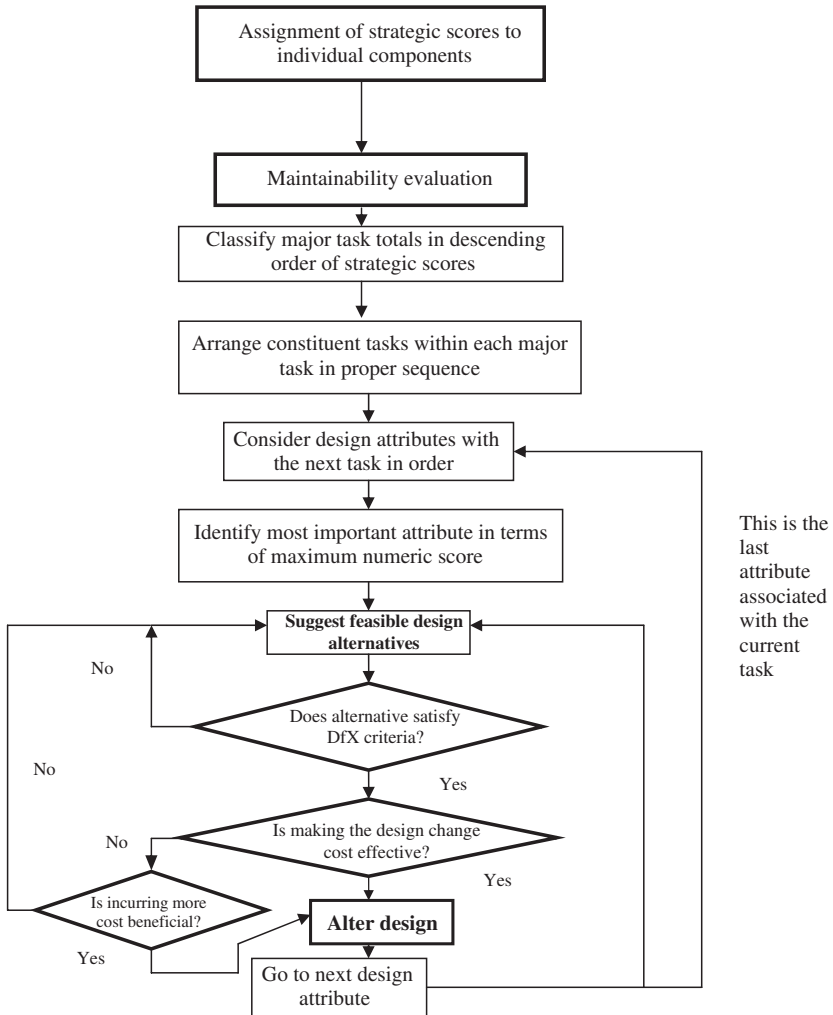 Assignment of strategic scores to
individual components
Maintainability evaluation
Classify major task totals in descending
order of strategic scores
Arrange constituent tasks within each major
task in proper sequence
Consider design attributes with
the next task in order
Identify most important attribute in terms
of maximum numeric score
This is the
last
attribute
associated
with the
current
task
Suggest feasible design
alternatives
No
Does alternative satisfy
DfX criteria?
No
Yes
Is making the design change
cost effective?
No
Yes
Is incurring more
cost beneficial?
Alter design
Yes
Go to next design
attribute